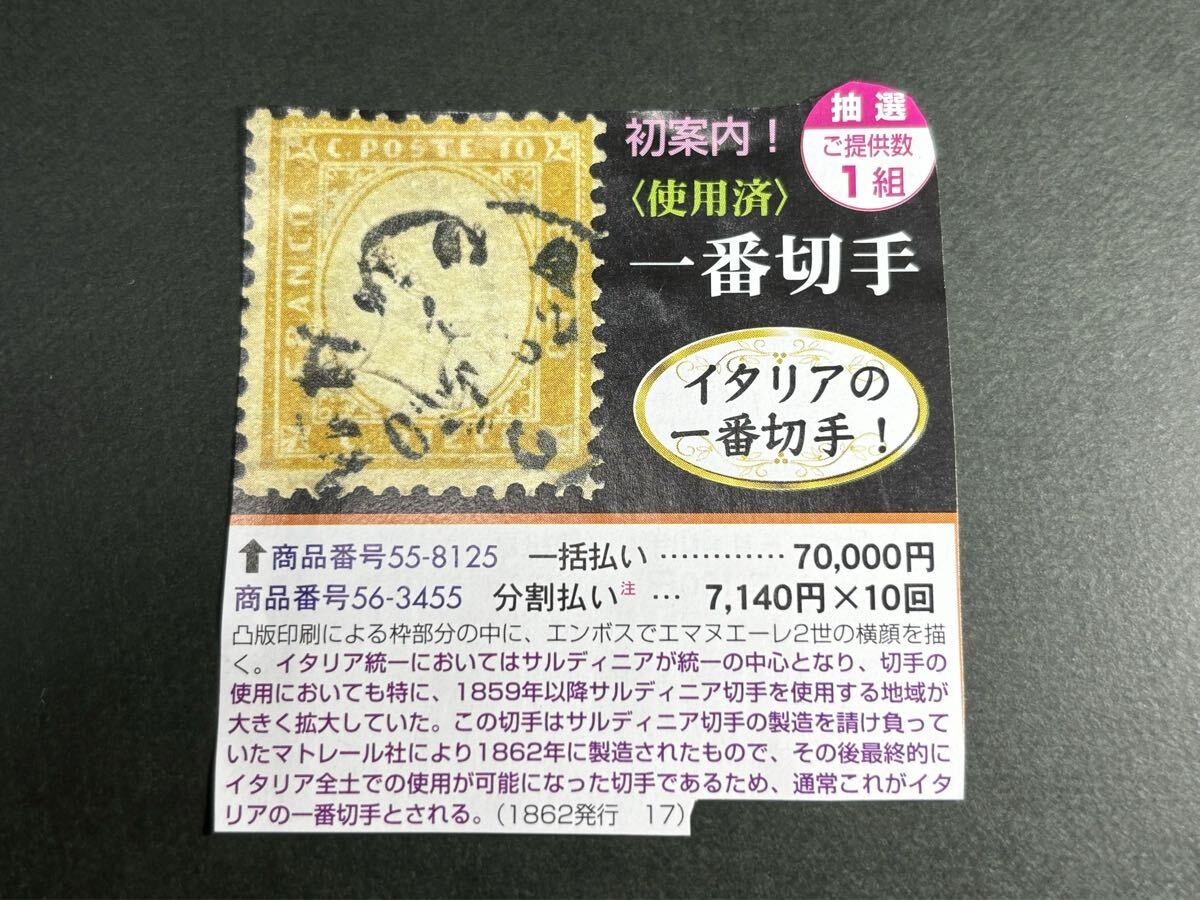 抽選
ご提供数
1組
初案内！
〈使用済〉
一番切手
イタリアの
一番切手！
C POSTE 10
FRANCO
↑商品番号55-8125 一括払い ………… 70,000円
商品番号56-3455 分割払い注 … 7,140円×10回
凸版印刷による枠部分の中に、エンボスでエマヌエーレ2世の横顔を描
く。イタリア統一においてはサルディニアが統一の中心となり、切手の
使用においても特に、1859年以降サルディニア切手を使用する地域が
大きく拡大していた。この切手はサルディニア切手の製造を請け負って
いたマトレール社により1862年に製造されたもので、その後最終的に
イタリア全土での使用が可能になった切手であるため、通常これがイタ
リアの一番切手とされる。（1862発行 17）